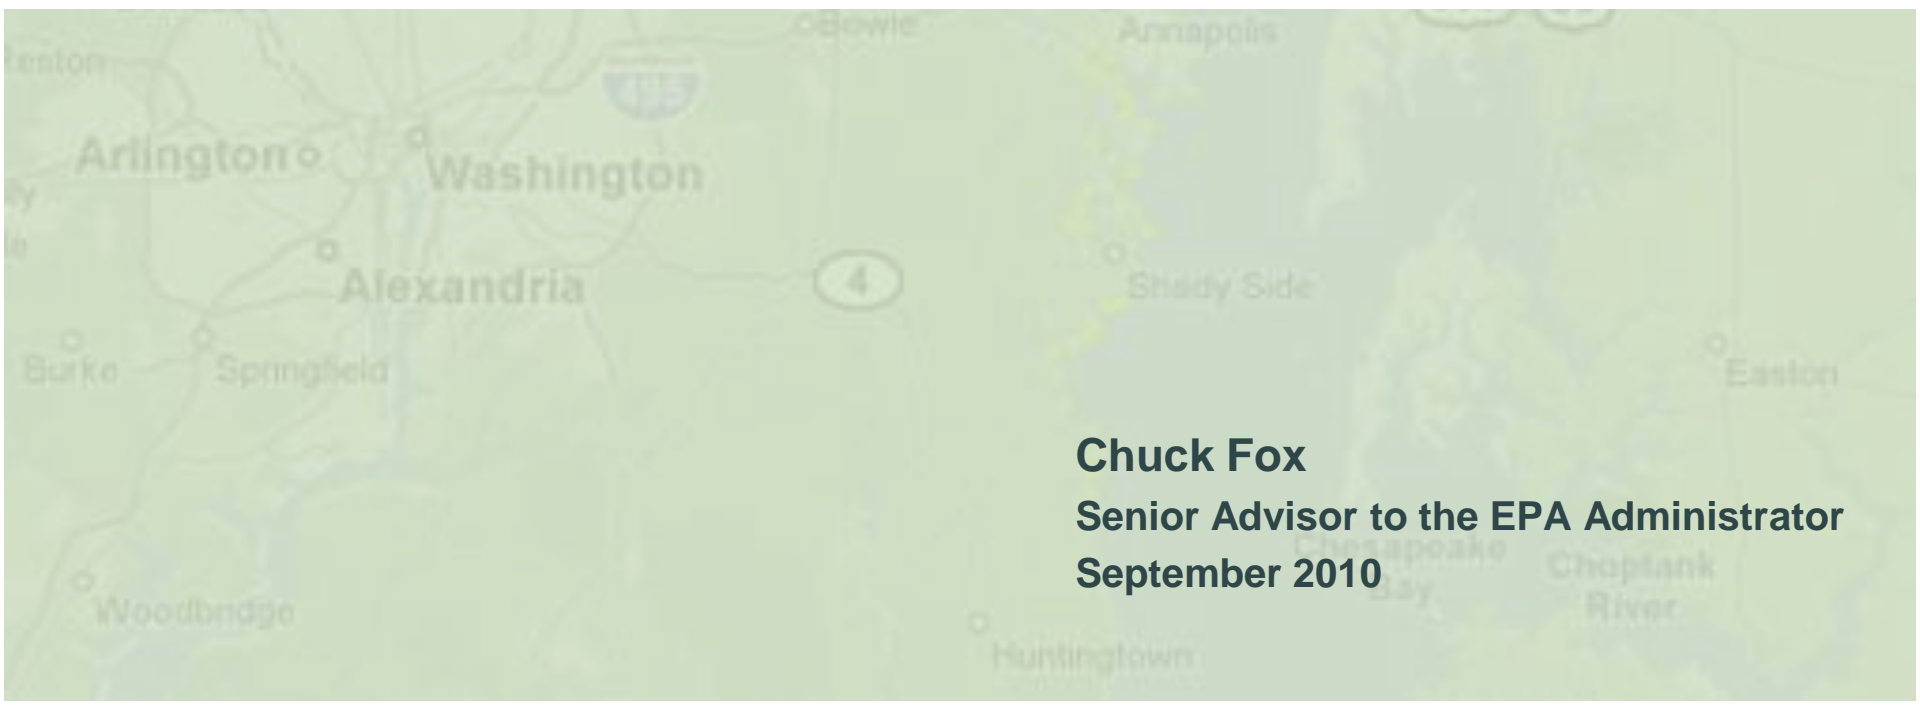 Bowie
Annapolis
495
Arlington
Washington
Alexandria
4
Shady Side
Burke
Springfield
Easton
Chuck Fox
Senior Advisor to the EPA Administrator
Chesapeake
Bay
September 2010
Choptank
River
Woodbridge
Huntingtown